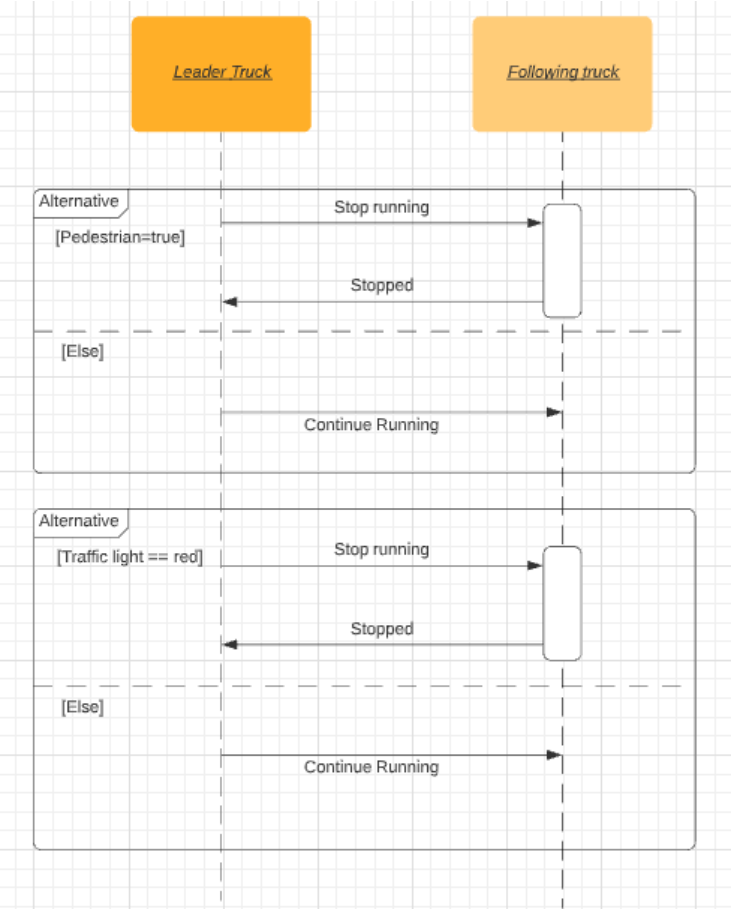 Leader Truck
Following truck
Alternative
Stop running
[Pedestrian=true]
Stopped
[Else]
Continue Running
Alternative
Stop running
[Traffic light == red]
Stopped
[Else]
Continue Running